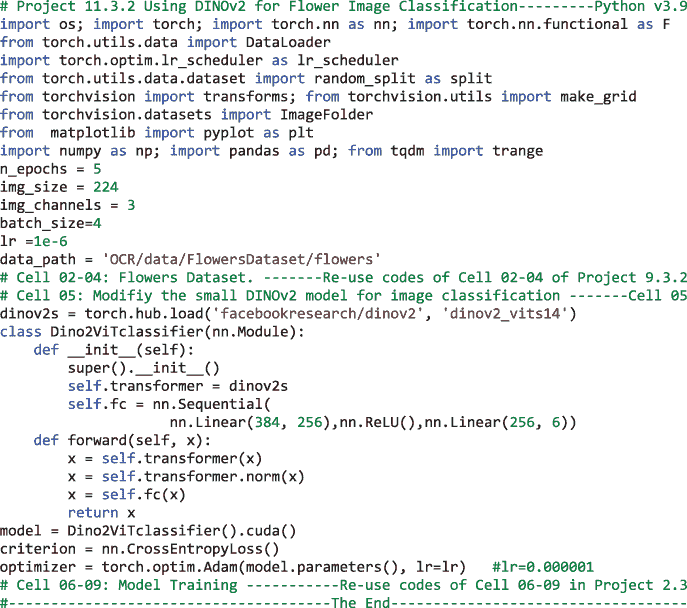 # Project 11.3.2 Using DINOv2 for Flower Image Classification---------Python v3.9
import os; import torch; import torch.nn as nn; import torch.nn.functional as F
from torch.utils.data import DataLoader
import torch.optim.lr_scheduler as lr_scheduler
from torch.utils.data.dataset import random_split as split
from torchvision import transforms; from torchvision.utils import make_grid
from torchvision.datasets import ImageFolder
from  matplotlib import pyplot as plt
import numpy as np; import pandas as pd; from tqdm import trange
n_epochs = 5
img_size = 224
img_channels = 3
batch_size=4
lr =1e-6
data_path = 'OCR/data/FlowersDataset/flowers'
# Cell 02-04: Flowers Dataset. -------Re-use codes of Cell 02-04 of Project 9.3.2
# Cell 05: Modifiy the small DINOv2 model for image classification -------Cell 05
dinov2s = torch.hub.load('facebookresearch/dinov2', 'dinov2_vits14')
class Dino2ViTclassifier(nn.Module):
    def __init__(self):
        super().__init__()
        self.transformer = dinov2s
        self.fc = nn.Sequential(
                    nn.Linear(384, 256),nn.ReLU(),nn.Linear(256, 6))
    def forward(self, x):
        x = self.transformer(x)
        x = self.transformer.norm(x)
        x = self.fc(x)
        return x
model = Dino2ViTclassifier().cuda()
criterion = nn.CrossEntropyLoss()
optimizer = torch.optim.Adam(model.parameters(), lr=lr)   #lr=0.000001
# Cell 06-09: Model Training -----------Re-use codes of Cell 06-09 in Project 2.3
#--------------------------------------The End-----------------------------------